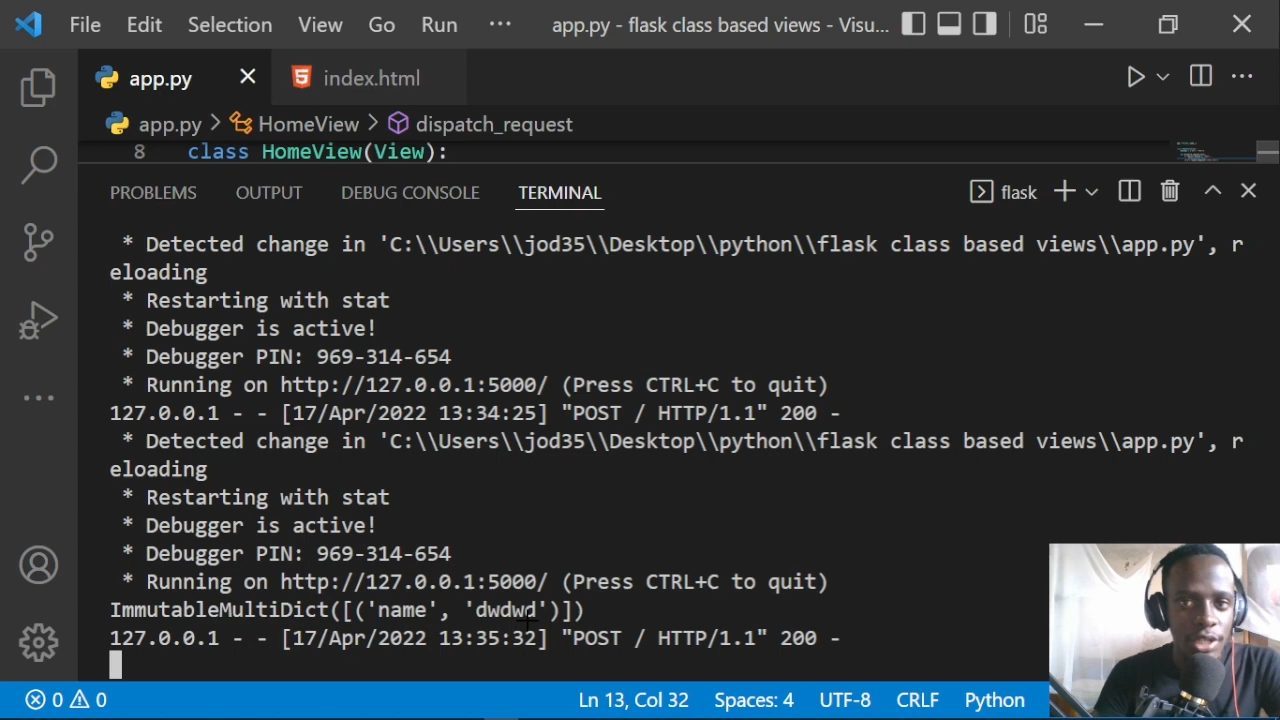 File Edit Selection View Go Run ··· app.py - flask class based views - Visu...
app.py index.html
app.py > HomeView > dispatch_request
8 class HomeView(View):
PROBLEMS OUTPUT DEBUG CONSOLE TERMINAL flask
* Detected change in 'C:\\Users\\jod35\\Desktop\\python\\flask class based views\\app.py', r
eloading
* Restarting with stat
* Debugger is active!
* Debugger PIN: 969-314-654
* Running on http://127.0.0.1:5000/ (Press CTRL+C to quit)
127.0.0.1 - - [17/Apr/2022 13:34:25] "POST / HTTP/1.1" 200 -
* Detected change in 'C:\\Users\\jod35\\Desktop\\python\\flask class based views\\app.py', r
eloading
* Restarting with stat
* Debugger is active!
* Debugger PIN: 969-314-654
* Running on http://127.0.0.1:5000/ (Press CTRL+C to quit)
ImmutableMultiDict([('name', 'dwdwd')])
127.0.0.1 - - [17/Apr/2022 13:35:32] "POST / HTTP/1.1" 200 -
0 0 Ln 13, Col 32 Spaces: 4 UTF-8 CRLF Python